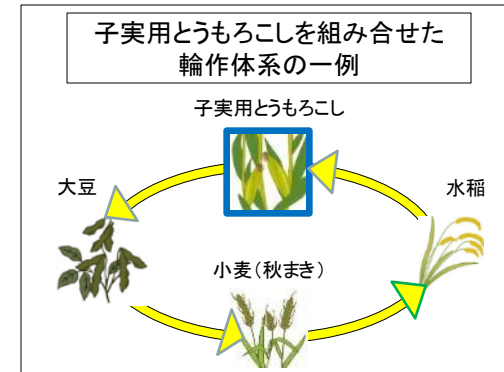 子実用とうもろこしを組み合せた
輪作体系の一例
子実用とうもろこし
大豆
水稲
小麦(秋まき)